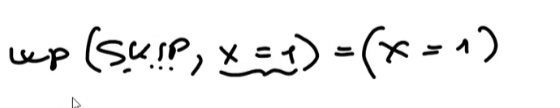 wp (SKIP, x = 1) = (x = 1)